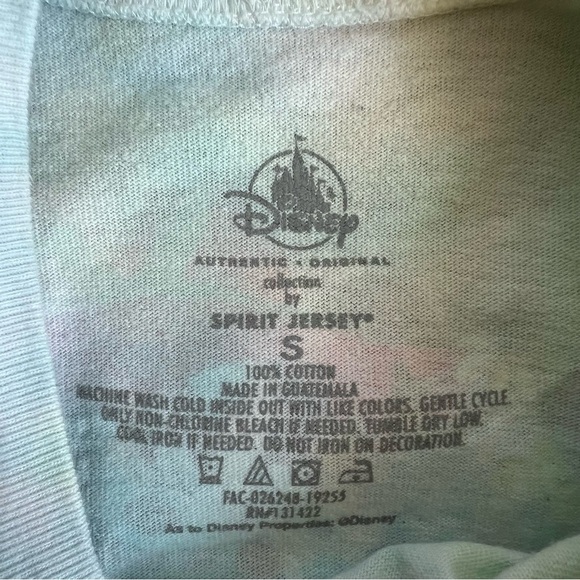 Disney
AUTHENTIC • ORIGINAL
collection
by
SPIRIT JERSEY®
S
100% COTTON
MADE IN GUATEMALA
MACHINE WASH COLD INSIDE OUT WITH LIKE COLORS. GENTLE CYCLE.
ONLY NON-CHLORINE BLEACH IF NEEDED. TUMBLE DRY LOW.
COOL IRON IF NEEDED. DO NOT IRON ON DECORATION.
FAC-026248-19255
RN#131422
As to Disney Properties: ©Disney